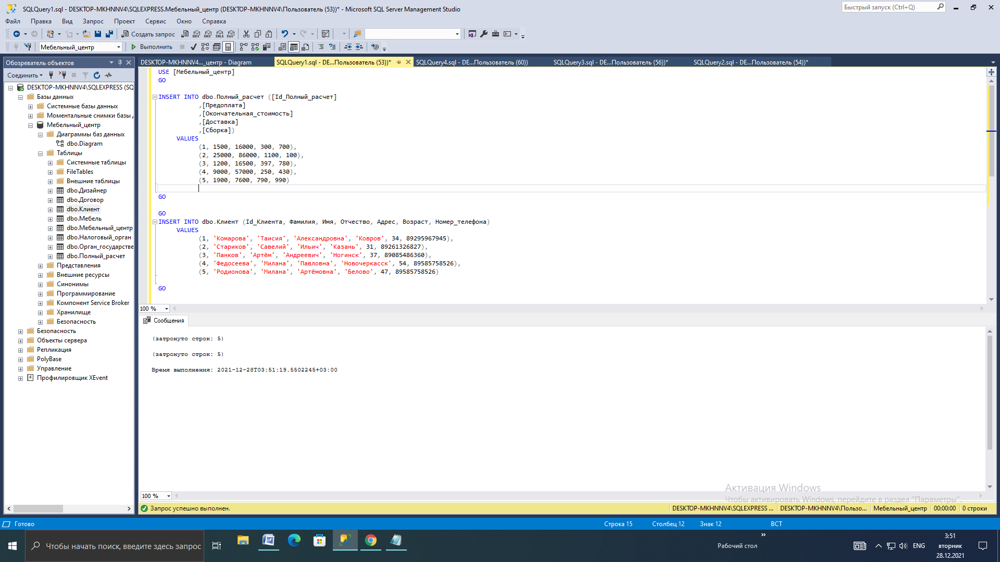 SQLQuery1.sql - DESKTOP-MKHNNV4\SQLEXPRESS.Мебельный_центр (DESKTOP-MKHNNV4\Пользователь (53))* - Microsoft SQL Server Management Studio
Быстрый запуск (Ctrl+Q)
Файл Правка Вид Запрос Проект Сервис Окно Справка
Создать запрос
MDX DMX XMLA DAX
Мебельный_центр
Выполнить
Обозреватель объектов
DESKTOP-MKHNNV4..._центр - Diagram
SQLQuery1.sql - DE...Пользователь (53))*
SQLQuery4.sql - DE...Пользователь (60))
SQLQuery3.sql - DE...Пользователь (56))*
SQLQuery2.sql - DE...Пользователь (54))*
Соединить
DESKTOP-MKHNNV4\SQLEXPRESS (SQ
Базы данных
Системные базы данных
Моментальные снимки базы
Мебельный_центр
Диаграммы баз данных
dbo.Diagram
Таблицы
Системные таблицы
FileTables
Внешние таблицы
dbo.Дизайнер
dbo.Договор
dbo.Клиент
dbo.Мебель
dbo.Мебельный_центр
dbo.Налоговый_орган
dbo.Орган_государстве
dbo.Полный_расчет
Представления
Внешние ресурсы
Синонимы
Программирование
Компонент Service Broker
Хранилище
Безопасность
Безопасность
Объекты сервера
Репликация
PolyBase
Управление
Профилировщик XEvent
USE [Мебельный_центр]
GO
INSERT INTO dbo.Полный_расчет ([Id_Полный_расчет]
,[Предоплата]
,[Окончательная_стоимость]
,[Доставка]
,[Сборка])
VALUES
(1, 1500, 16000, 300, 700),
(2, 25000, 86000, 1100, 100),
(3, 1200, 16500, 397, 780),
(4, 9000, 57000, 250, 430),
(5, 1900, 7600, 790, 990)
GO
GO
INSERT INTO dbo.Клиент (Id_Клиента, Фамилия, Имя, Отчество, Адрес, Возраст, Номер_телефона)
VALUES
(1, 'Комарова', 'Таисия', 'Александровна', 'Ковров', 34, 89295967945),
(2, 'Стариков', 'Савелий', 'Ильич', 'Казань', 31, 89261326827),
(3, 'Панков', 'Артём', 'Андреевич', 'Ногинск', 37, 89085486360),
(4, 'Федосеева', 'Милана', 'Павловна', 'Новочеркасск', 54, 89585758526),
(5, 'Родионова', 'Милана', 'Артёмовна', 'Белово', 47, 89585758526)
GO
100 %
Сообщения
(затронуто строк: 5)
(затронуто строк: 5)
Время выполнения: 2021-12-28T03:51:19.5502245+03:00
100 %
Активация Windows
Чтобы активировать Windows, перейдите в раздел "Параметры".
Запрос успешно выполнен.
DESKTOP-MKHNNV4\SQLEXPRESS ...
DESKTOP-MKHNNV4\Пользо...
Мебельный_центр
00:00:00
0 строки
Готово
Строка 15
Столбец 12
Знак 12
ВСТ
Чтобы начать поиск, введите здесь запрос
Рабочий стол
ENG
3:51
вторник
28.12.2021